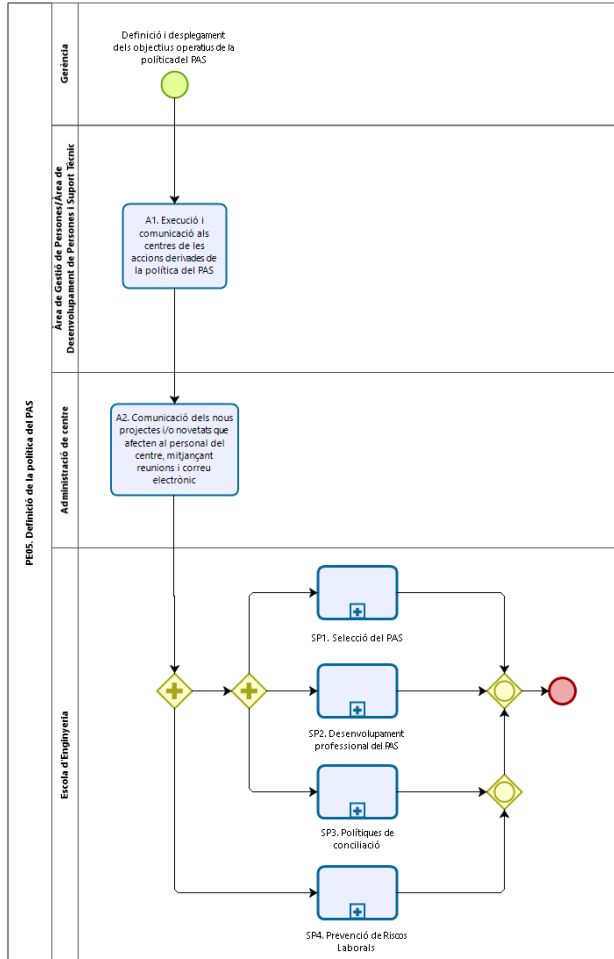 PE05. Definició de la política del PAS
Gerència
Definició i desplegament
dels objectius operatius de la
política del PAS
Àrea de Gestió de Persones/Àrea de
Desenvolupament de Persones i Suport Tècnic
A1. Execució i
comunicació als
centres de les
accions derivades de
la política del PAS
Administració de centre
A2. Comunicació dels nous
projectes i/o novetats que
afecten al personal del
centre, mitjançant
reunions i correu
electrònic
Escola d'Enginyeria
SP1. Selecció del PAS
SP2. Desenvolupament
professional del PAS
SP3. Polítiques de
conciliació
SP4. Prevenció de Riscos
Laborals